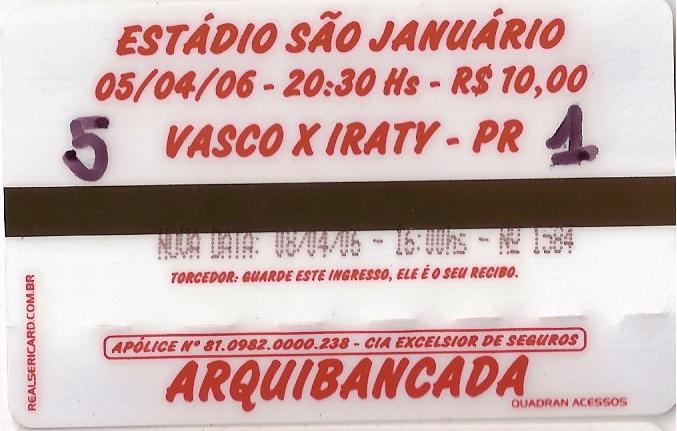 ESTÁDIO SÃO JANUÁRIO
05/04/06 - 20:30 Hs - R$ 10,00
5 VASCO X IRATY - PR 1
NOVA DATA: 08/04/06 - 16:00Hs - Nº 1584
TORCEDOR: GUARDE ESTE INGRESSO, ELE É O SEU RECIBO.
REALSERICARD.COM.BR
APÓLICE Nº 81.0982.0000.238 - CIA EXCELSIOR DE SEGUROS
ARQUIBANCADA
QUADRAN ACESSOS